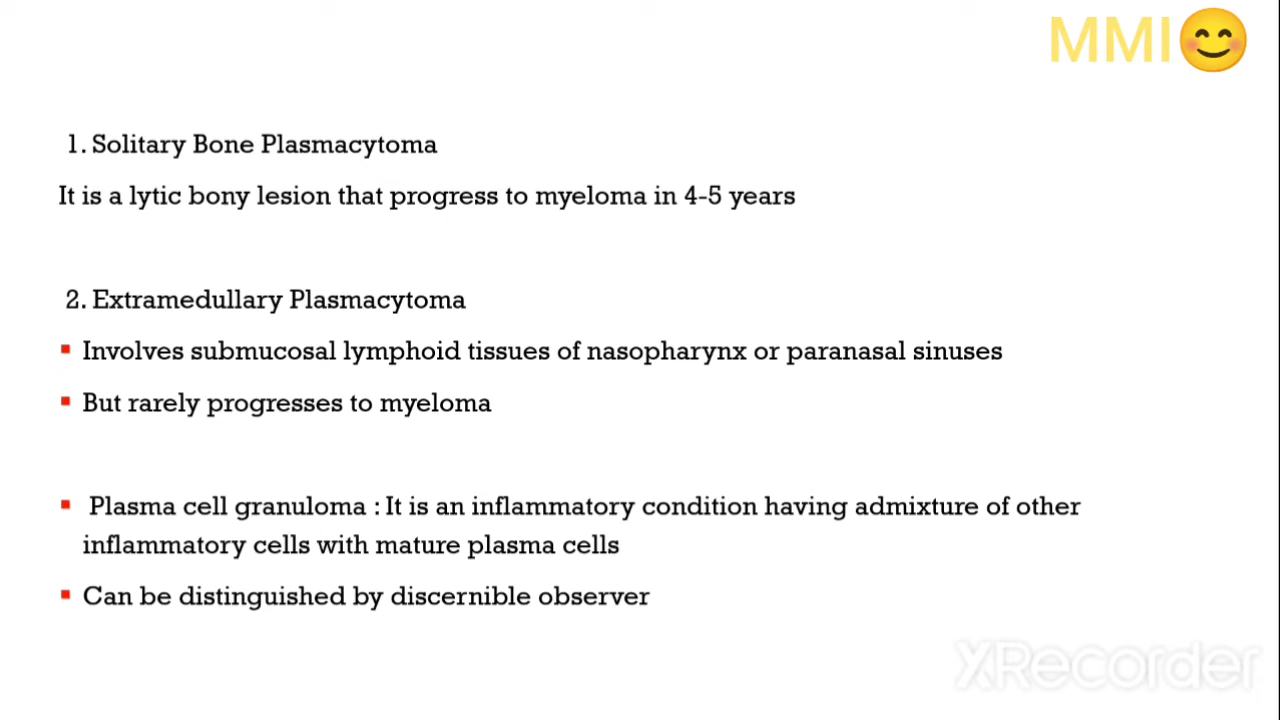 MMI😊
1. Solitary Bone Plasmacytoma
It is a lytic bony lesion that progress to myeloma in 4-5 years
2. Extramedullary Plasmacytoma
▪ Involves submucosal lymphoid tissues of nasopharynx or paranasal sinuses
▪ But rarely progresses to myeloma
▪ Plasma cell granuloma : It is an inflammatory condition having admixture of other
inflammatory cells with mature plasma cells
▪ Can be distinguished by discernible observer
XRecorder